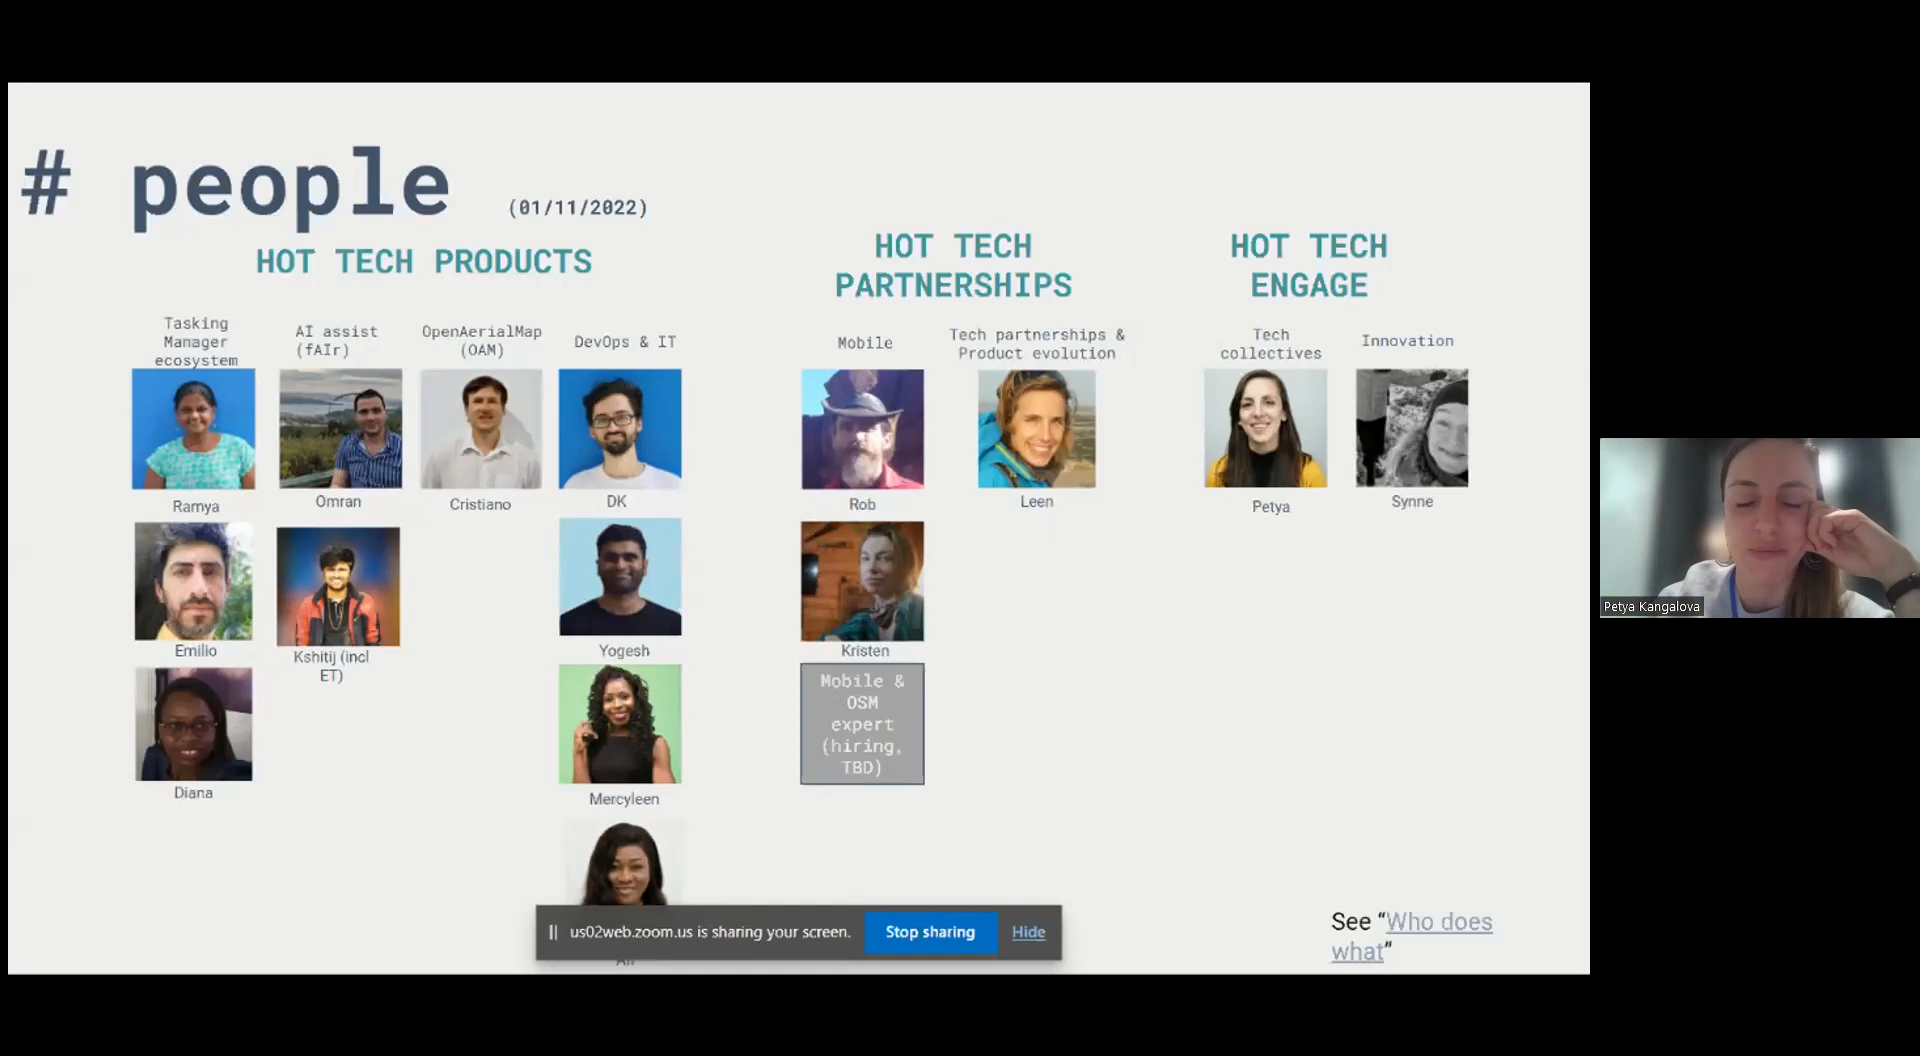 # people (01/11/2022)
HOT TECH PRODUCTS
HOT TECH
PARTNERSHIPS
HOT TECH
ENGAGE
Tasking
Manager
ecosystem
AI assist
(fAIr)
OpenAerialMap
(OAM)
DevOps & IT
Mobile
Tech partnerships &
Product evolution
Tech
collectives
Innovation
Ramya
Omran
Cristiano
DK
Rob
Leen
Petya
Synne
Emilio
Kshitij (incl
ET)
Yogesh
Kristen
Diana
Mercyleen
Mobile &
OSM
expert
(hiring,
TBD)
us02web.zoom.us is sharing your screen.
Stop sharing
Hide
See “Who does
what”
Petya Kangalova